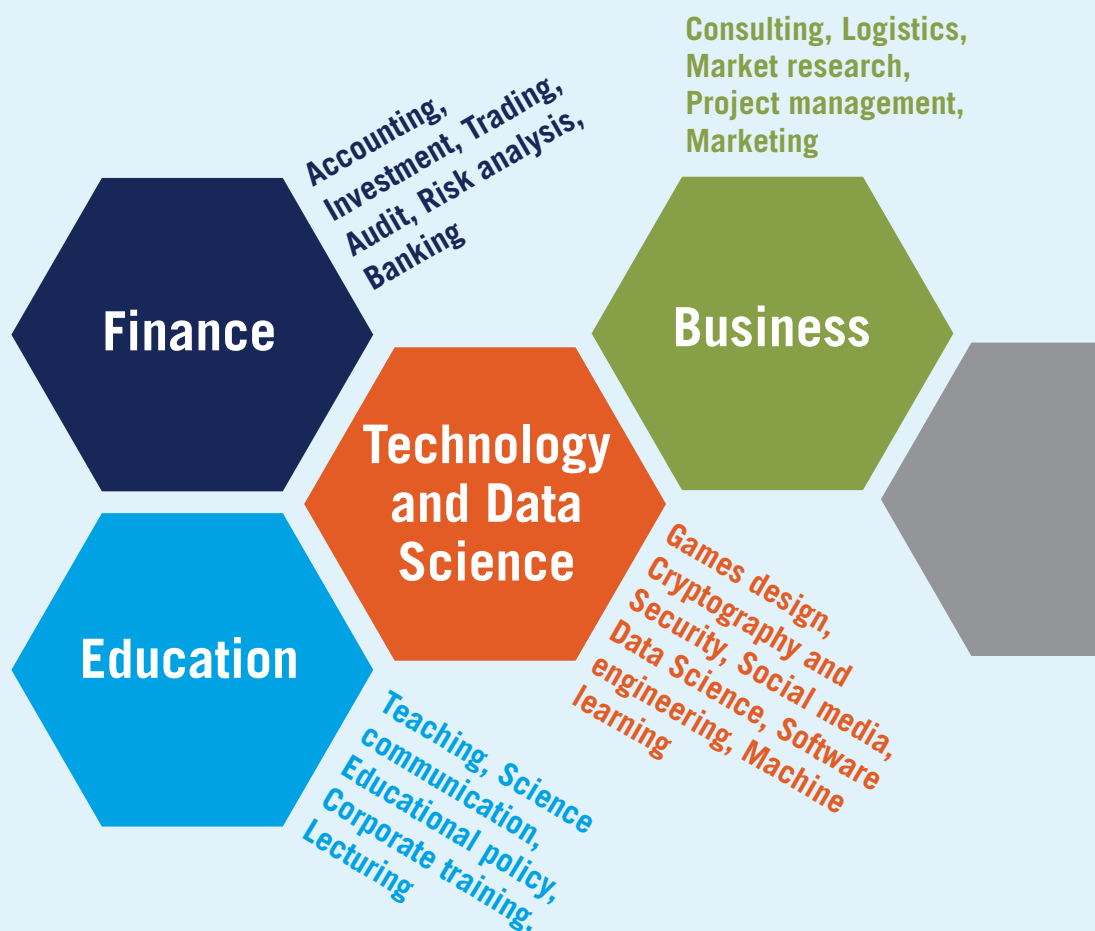 Consulting, Logistics,
Market research,
Project management,
Marketing
Accounting,
Investment, Trading,
Audit, Risk analysis,
Banking
Finance
Business
Technology
and Data
Science
Education
Games design,
Cryptography and
Security, Social media,
Data Science, Software
engineering, Machine
learning
Teaching, Science
communication,
Educational policy,
Corporate training,
Lecturing